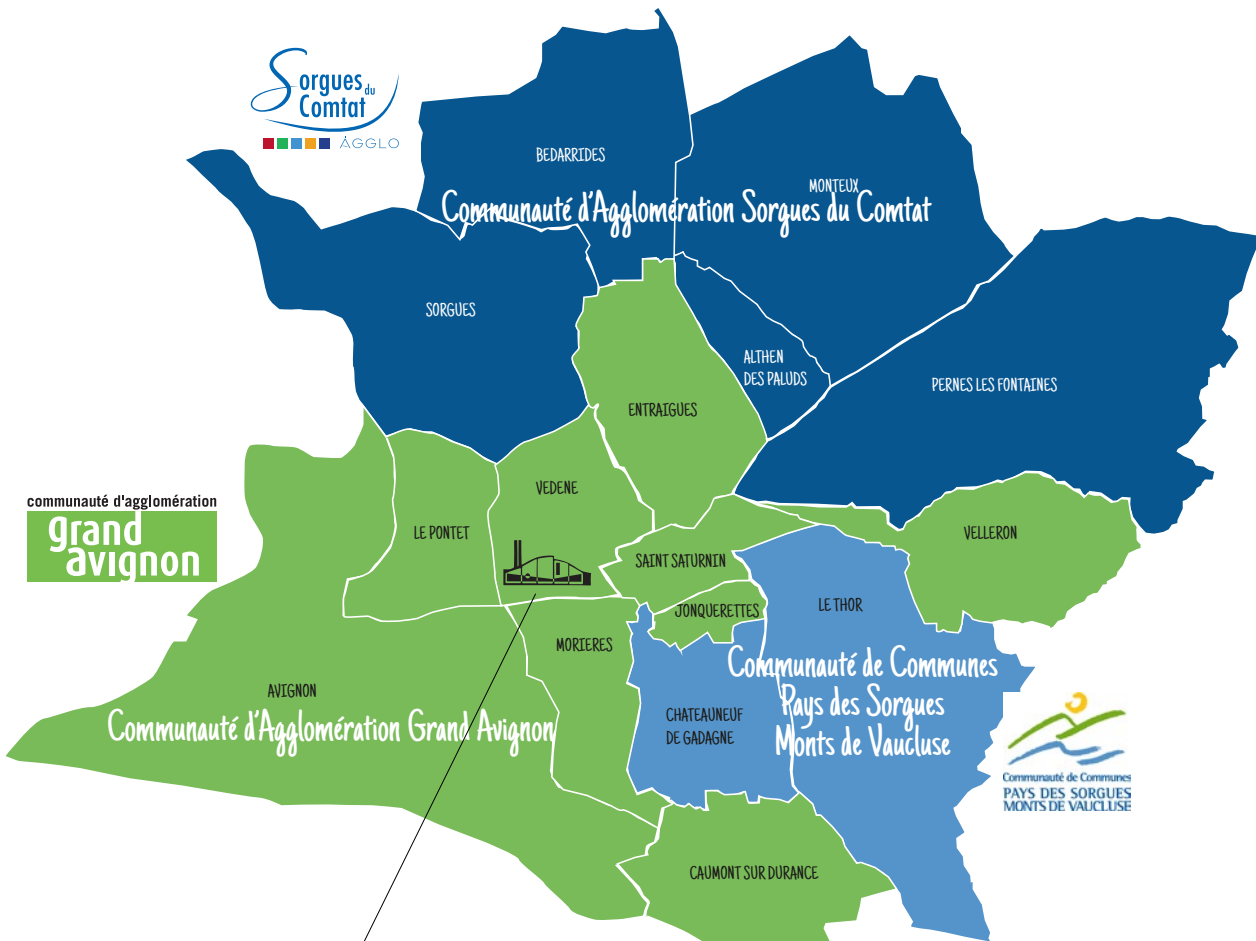 Sorgues du
Comtat
AGGLO
BEDARRIDES
MONTEUX
Communauté d'Agglomération Sorgues du Comtat
SORGUES
ALTHEN
DES PALUDS
PERNES LES FONTAINES
ENTRAIGUES
communauté d'agglomération
grand
avignon
VEDENE
LE PONTET
VELLERON
SAINT SATURNIN
JONQUERETTES
LE THOR
MORIERES
Communauté de Communes
Pays des Sorgues
Monts de Vaucluse
AVIGNON
Communauté d'Agglomération Grand Avignon
CHATEAUNEUF
DE GADAGNE
Communauté de Communes
PAYS DES SORGUES
MONTS DE VAUCLUSE
CAUMONT SUR DURANCE